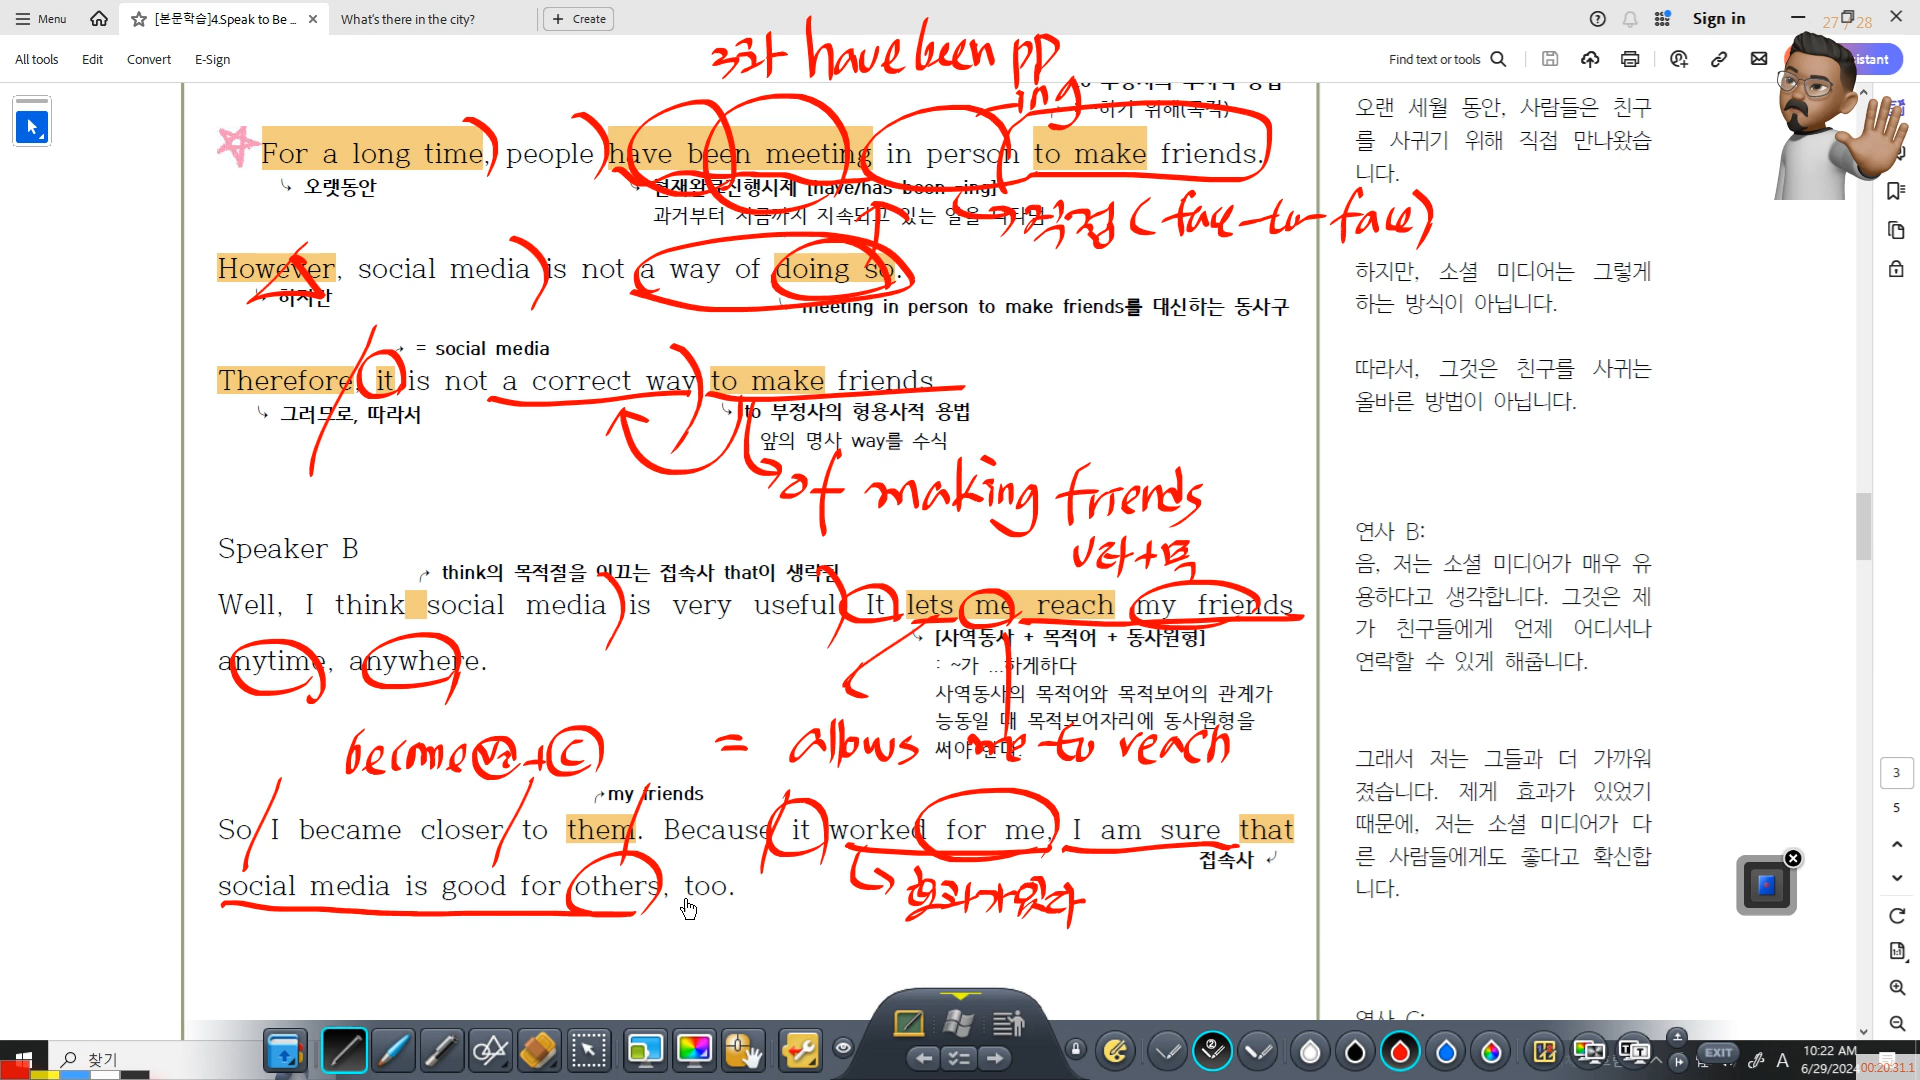 Menu
[본문학습]4.Speak to Be ...
What's there in the city?
Create
Sign in
27 / 28
All tools
Edit
Convert
E-Sign
Find text or tools
3과 have been pp
ing
하기 위해(목적)
For a long time, people have been meeting in person to make friends.
오랫동안
현재완료진행시제 [have/has been -ing]
과거부터 지금까지 지속되고 있는 일을 나타냄
직접 (face-to-face)
However, social media is not a way of doing so.
하지만
meeting in person to make friends를 대신하는 동사구
= social media
Therefore, it is not a correct way to make friends
그러므로, 따라서
to 부정사의 형용사적 용법
앞의 명사 way를 수식
of making friends
Speaker B
V타+목
think의 목적절을 이끄는 접속사 that이 생략됨
Well, I think social media is very useful. It lets me reach my friends
[사역동사 + 목적어 + 동사원형]
anytime, anywhere.
: ~가 ...하게하다
사역동사의 목적어와 목적보어의 관계가
능동일 때 목적보어자리에 동사원형을
써야 한다.
become V자+C
= allows me to reach
my friends
So I became closer to them. Because it worked for me, I am sure that
접속사
social media is good for others, too.
효과가있다
오랜 세월 동안, 사람들은 친구
를 사귀기 위해 직접 만나왔습
니다.
하지만, 소셜 미디어는 그렇게
하는 방식이 아닙니다.
따라서, 그것은 친구를 사귀는
올바른 방법이 아닙니다.
연사 B:
음, 저는 소셜 미디어가 매우 유
용하다고 생각합니다. 그것은 제
가 친구들에게 언제 어디서나
연락할 수 있게 해줍니다.
그래서 저는 그들과 더 가까워
졌습니다. 제게 효과가 있었기
때문에, 저는 소셜 미디어가 다
른 사람들에게도 좋다고 확신합
니다.
연사 C:
3
5
찾기
EXIT
A
10:22 AM
6/29/2024
00:20:31.1